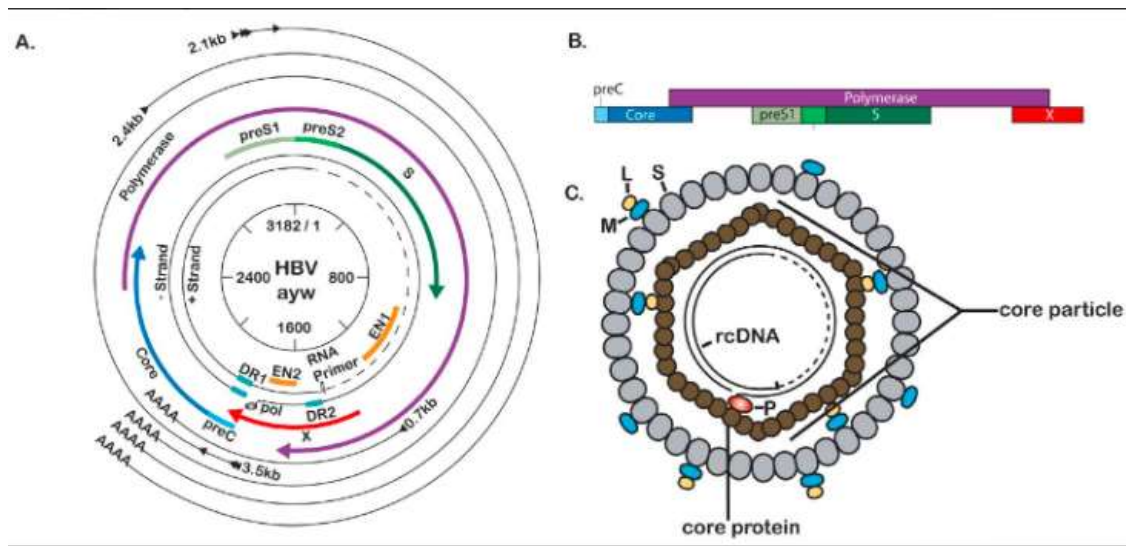 A.
2.1kb
2.4kb
Polymerase
preS1
preS2
S
- Strand
+ Strand
3182 / 1
2400
HBV
ayw
800
1600
EN1
RNA
Primer
EN2
DR1
DR2
pol
X
Core
preC
0.7kb
3.5kb
AAAA
AAAA
AAAA
AAAA
B.
preC
Polymerase
Core
preS1
S
X
C.
L
S
M
rcDNA
P
core particle
core protein